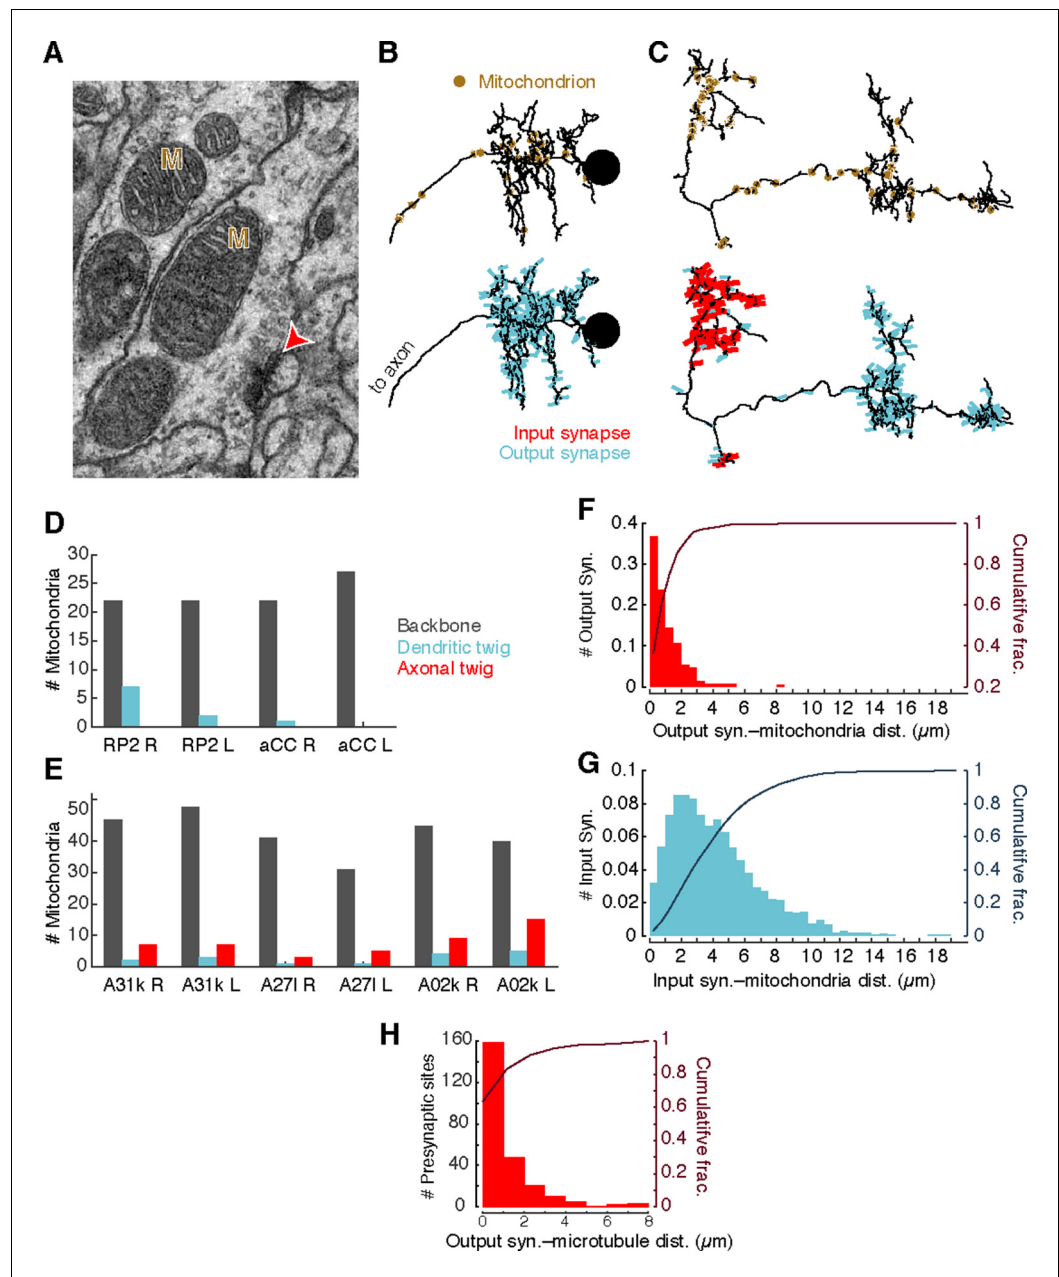 A
B
C
M
M
Mitochondrion
to axon
Input synapse
Output synapse
D
# Mitochondria
30
25
20
15
10
5
0
RP2 R
RP2 L
aCC R
aCC L
Backbone
Dendritic twig
Axonal twig
E
# Mitochondria
50
40
30
20
10
0
A31k R
A31k L
A27l R
A27l L
A02k R
A02k L
F
# Output Syn.
0.4
0.3
0.2
0.1
0
0 2 4 6 8 10 12 14 16 18
Output syn.–mitochondria dist. (µm)
1
0.8
0.6
0.4
0.2
Cumulatifve frac.
G
# Input Syn.
0.1
0.08
0.06
0.04
0.02
0
0 2 4 6 8 10 12 14 16 18
Input syn.–mitochondria dist. (µm)
1
0.8
0.6
0.4
0.2
0
Cumulatifve frac.
H
# Presynaptic sites
160
120
80
40
0
0 2 4 6 8
Output syn.–microtubule dist. (µm)
1
0.8
0.6
0.4
0.2
0
Cumulatifve frac.